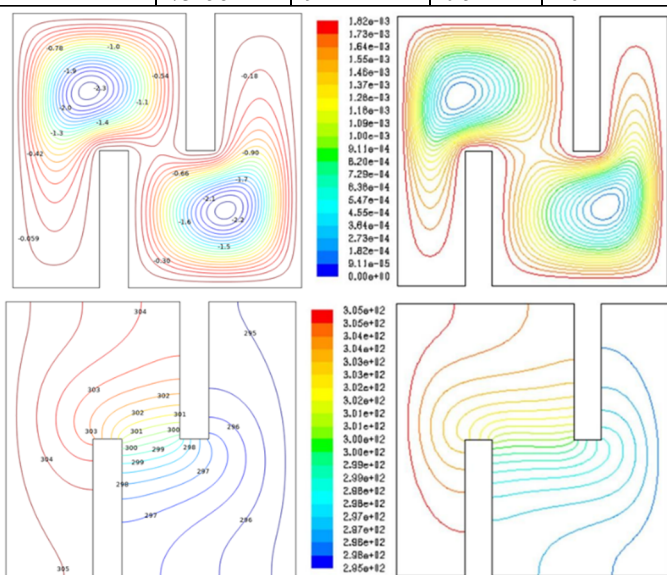 -0.78
-1.0
-1.9
-0.54
-2.3
-2.0
-1.1
-1.4
-1.3
-0.42
-0.059
-0.18
-0.90
-0.66
-1.7
-2.1
-1.6
-2.2
-1.5
-0.30
1.82e-03
1.73e-03
1.64e-03
1.55e-03
1.46e-03
1.37e-03
1.28e-03
1.18e-03
1.09e-03
1.00e-03
9.11e-04
8.20e-04
7.29e-04
6.38e-04
5.47e-04
4.55e-04
3.64e-04
2.73e-04
1.82e-04
9.11e-05
0.00e+00
304
295
303
302
302
301
303
301
300
296
300
299
298
304
299
297
298
297
296
305
3.05e+02
3.05e+02
3.04e+02
3.04e+02
3.03e+02
3.03e+02
3.02e+02
3.02e+02
3.01e+02
3.01e+02
3.00e+02
3.00e+02
2.99e+02
2.99e+02
2.98e+02
2.98e+02
2.97e+02
2.97e+02
2.96e+02
2.95e+02